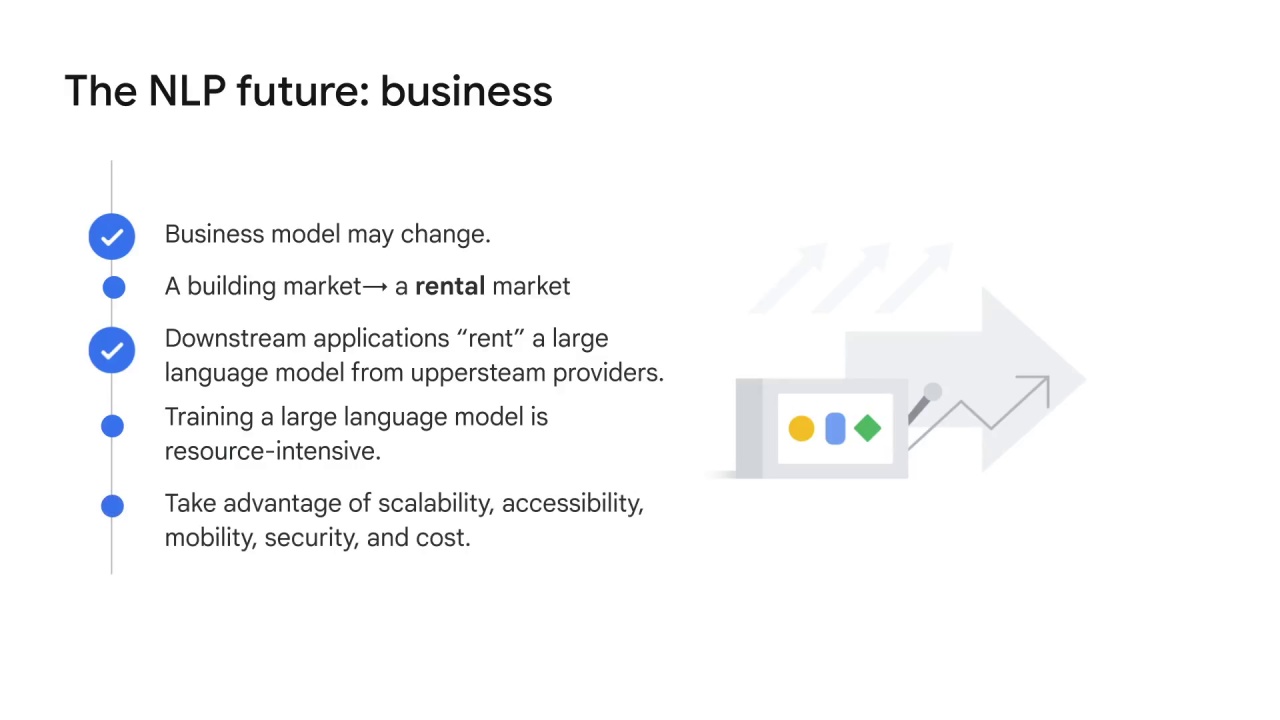 The NLP future: business
Business model may change.
A building market→ a rental market
Downstream applications “rent” a large
language model from uppersteam providers.
Training a large language model is
resource-intensive.
Take advantage of scalability, accessibility,
mobility, security, and cost.